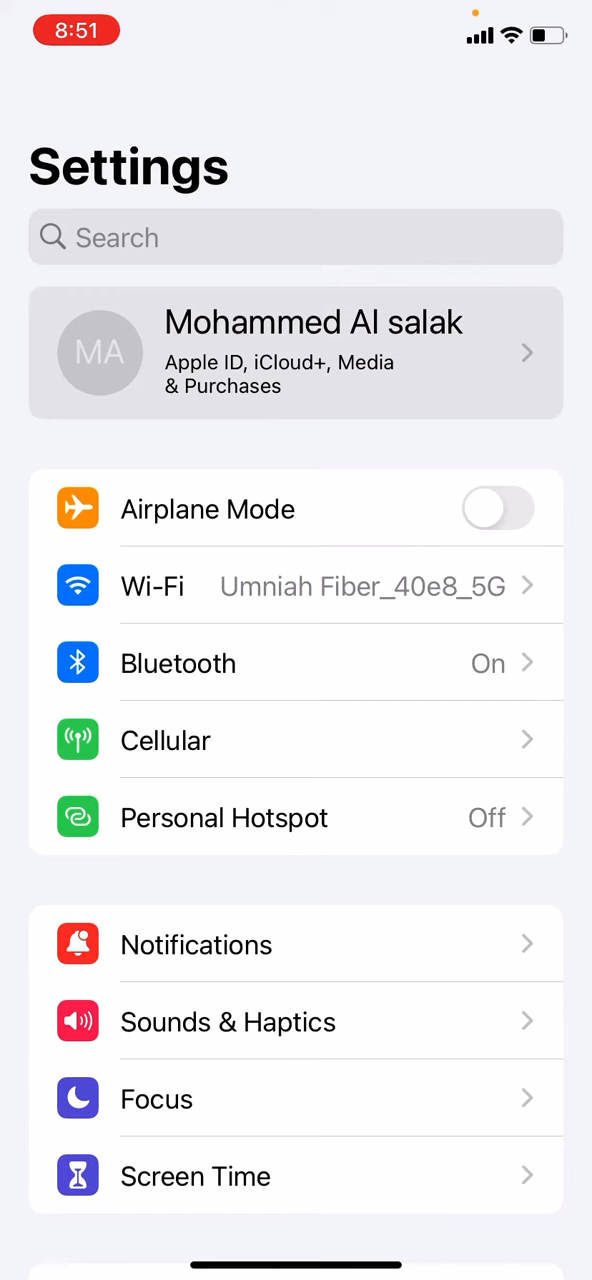 8:51
Settings
Search
MA
Mohammed Al salak
Apple ID, iCloud+, Media
& Purchases
Airplane Mode
Wi-Fi Umniah Fiber_40e8_5G
Bluetooth On
Cellular
Personal Hotspot Off
Notifications
Sounds & Haptics
Focus
Screen Time